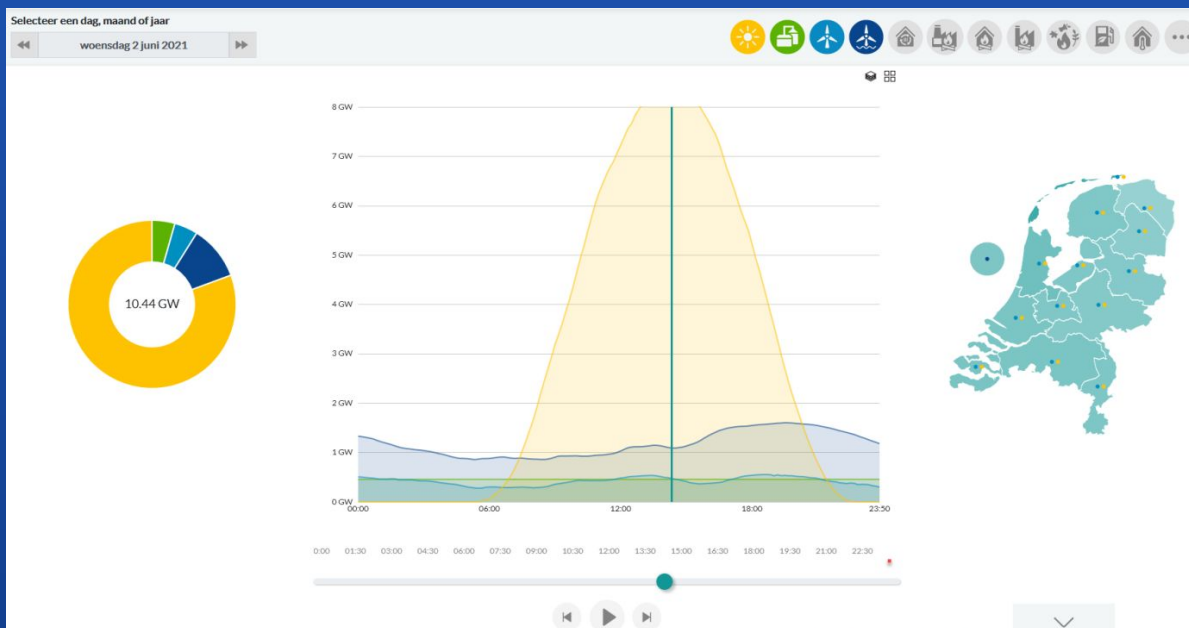 Selecteer een dag, maand of jaar
woensdag 2 juni 2021
10.44 GW
8 GW
7 GW
6 GW
5 GW
4 GW
3 GW
2 GW
1 GW
0 GW
00:00 06:00 12:00 18:00 23:50
0:00 01:30 03:00 04:30 06:00 07:30 09:00 10:30 12:00 13:30 15:00 16:30 18:00 19:30 21:00 22:30